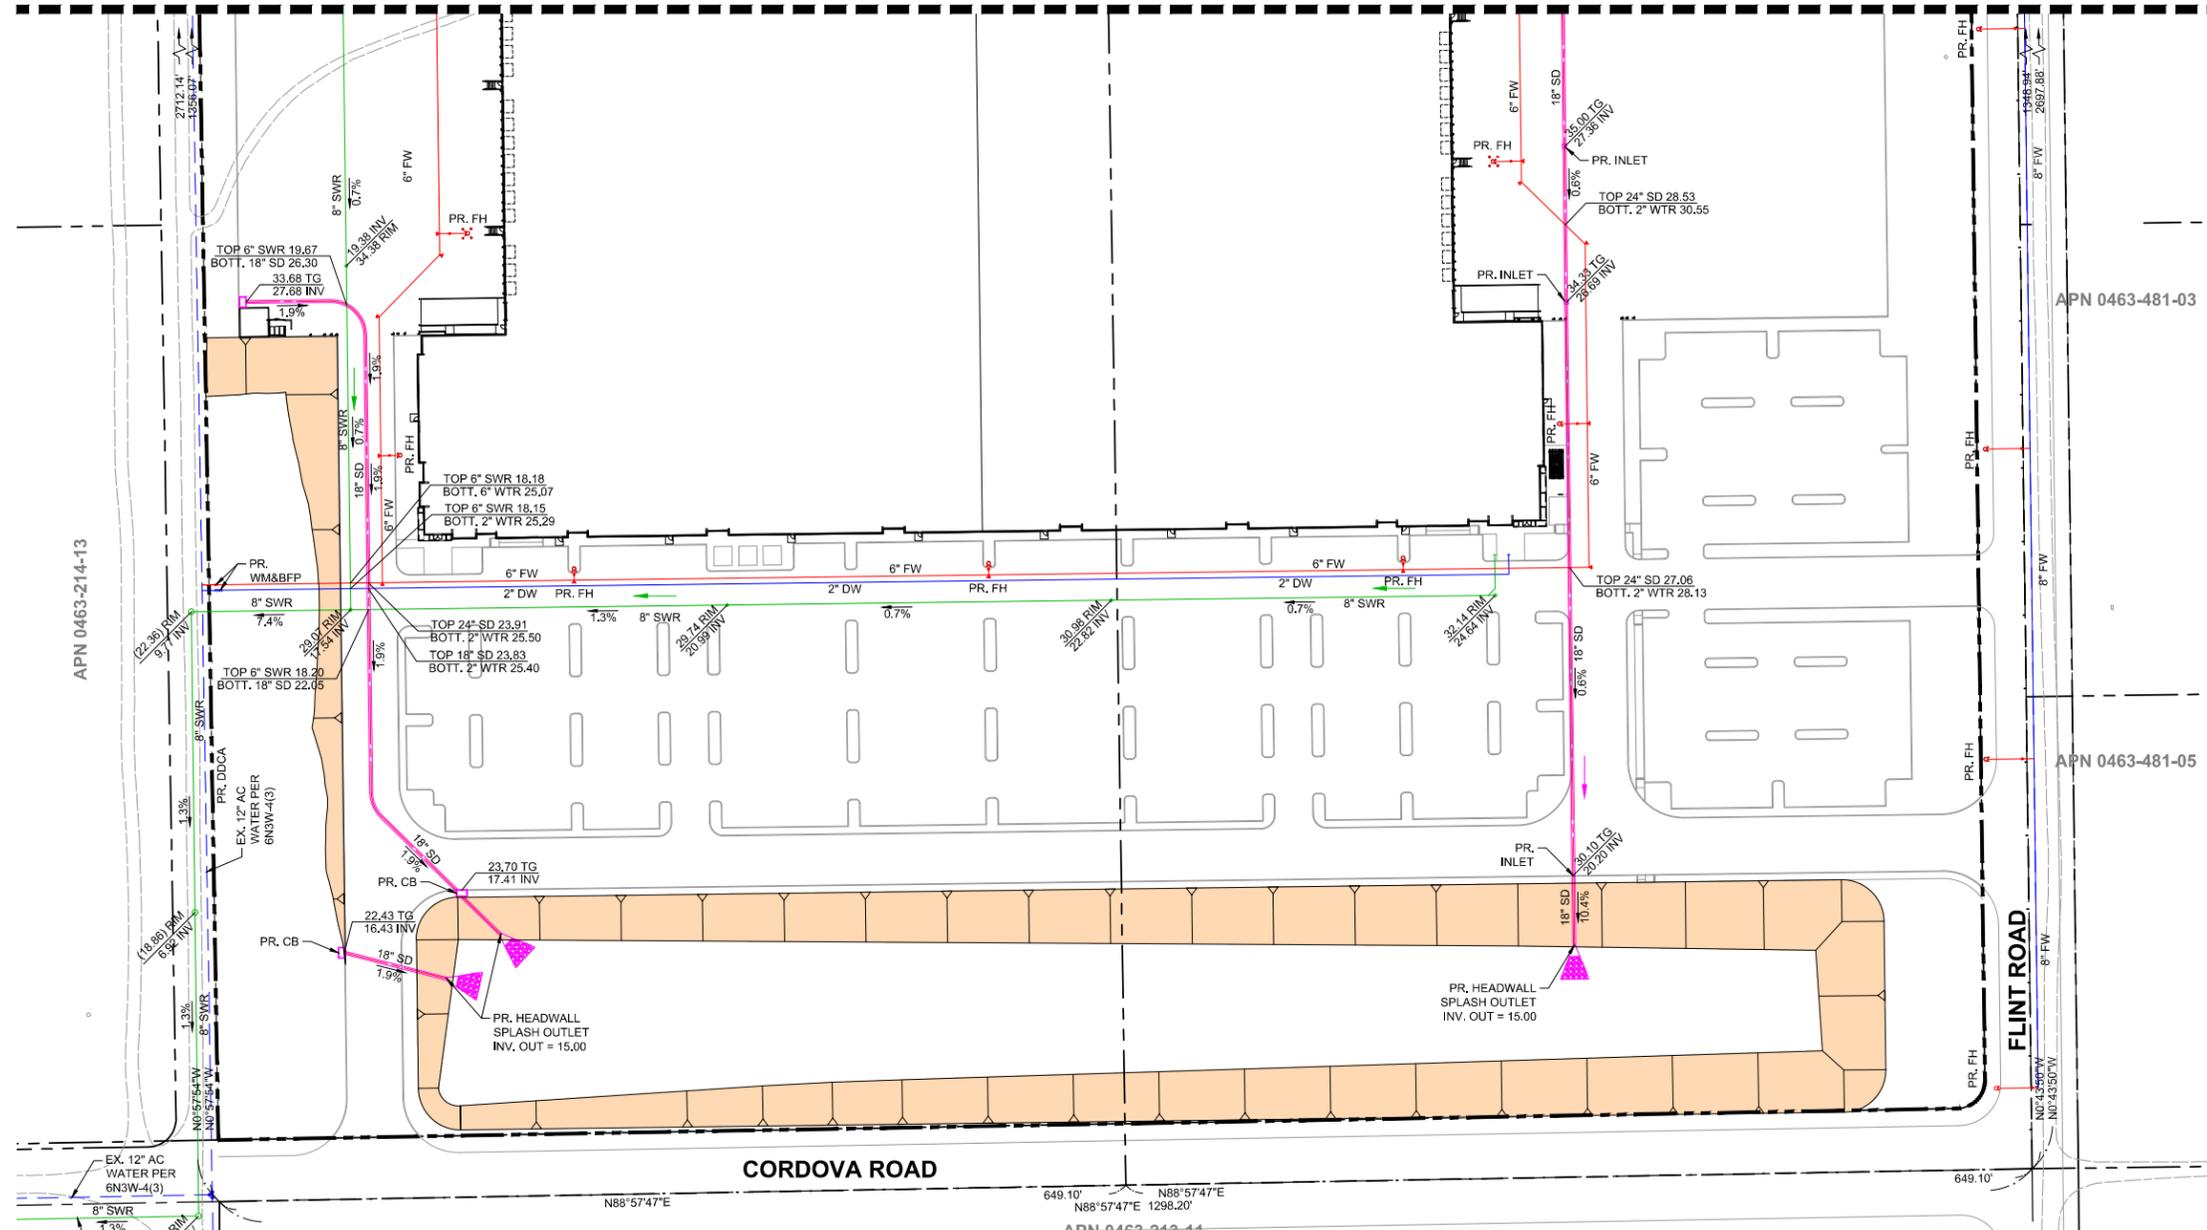 2712.14'
1356.07'
6" FW
8" SWR
0.7%
PR. FH
19.38 INV
34.38 RIM
TOP 6" SWR 19.67
BOTT. 18" SD 26.30
33.68 TG
27.68 INV
1.9%
1.9%
8" SWR
0.7%
18" SD
1.9%
PR. FH
6" FW
TOP 6" SWR 18.18
BOTT. 6" WTR 25.07
TOP 6" SWR 18.15
BOTT. 2" WTR 25.29
PR.
WM&BFP
8" SWR
7.4%
(22.36) RIM
9.77 INV
29.07 RIM
17.54 INV
TOP 24" SD 23.91
BOTT. 2" WTR 25.50
TOP 18" SD 23.83
BOTT. 2" WTR 25.40
TOP 6" SWR 18.20
BOTT. 18" SD 22.05
1.9%
6" FW
2" DW
PR. FH
1.3%
8" SWR
29.74 RIM
20.99 INV
6" FW
2" DW
PR. FH
0.7%
30.98 RIM
22.82 INV
6" FW
2" DW
PR. FH
0.7%
8" SWR
32.14 RIM
24.64 INV
6" FW
18" SD
35.00 TG
27.36 INV
PR. FH
PR. INLET
0.6%
TOP 24" SD 28.53
BOTT. 2" WTR 30.55
PR. INLET
34.33 TG
26.69 INV
PR. FH
6" FW
TOP 24" SD 27.06
BOTT. 2" WTR 28.13
18" SD
0.6%
PR.
INLET
30.10 TG
20.20 INV
18" SD
10.4%
PR. HEADWALL
SPLASH OUTLET
INV. OUT = 15.00
APN 0463-214-13
8" SWR
PR. DDCA
1.3%
EX. 12" AC
WATER PER
6N3W-4(3)
18" SD
1.9%
PR. CB
23.70 TG
17.41 INV
22.43 TG
16.43 INV
PR. CB
18" SD
1.9%
PR. HEADWALL
SPLASH OUTLET
INV. OUT = 15.00
(18.86) RIM
6.92 INV
1.3%
8" SWR
N0°57'54"W
N0°57'54"W
EX. 12" AC
WATER PER
6N3W-4(3)
8" SWR
1.3%
RIM
CORDOVA ROAD
N88°57'47"E
649.10'
N88°57'47"E
N88°57'47"E 1298.20'
649.10'
APN 0463-213-11
PR. FH
1348.94'
2697.88'
8" FW
APN 0463-481-03
PR. FH
8" FW
APN 0463-481-05
PR. FH
8" FW
FLINT ROAD
PR. FH
N0°43'50"W
N0°43'50"W